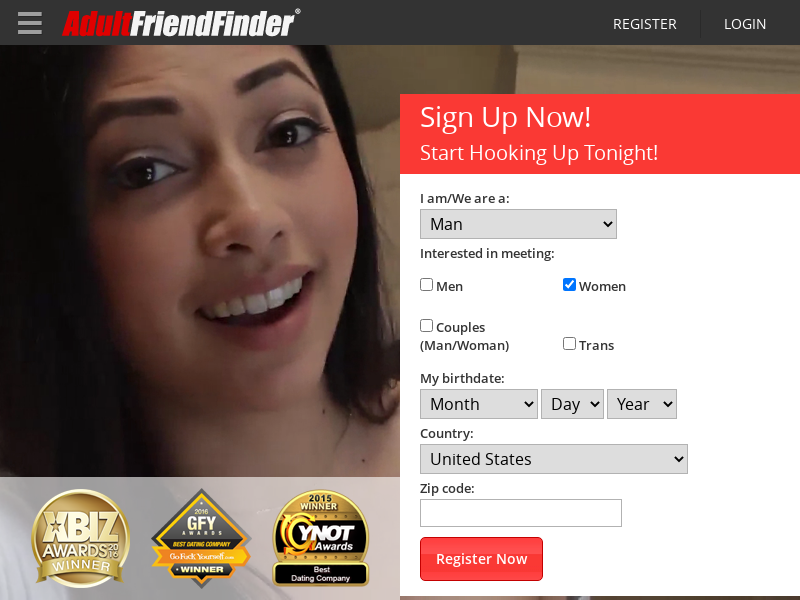 AdultFriendFinder®
REGISTER
LOGIN
Sign Up Now!
Start Hooking Up Tonight!
I am/We are a:
Man
Interested in meeting:
Men
Women
Couples
(Man/Woman)
Trans
My birthdate:
Month
Day
Year
Country:
United States
Zip code:
Register Now
XBIZ
AWARDS 2016
WINNER
2016
GFY
AWARDS
BEST DATING COMPANY
GoFuckYourself.com
WINNER
2015
WINNER
YNOT
Awards
Best
Dating Company